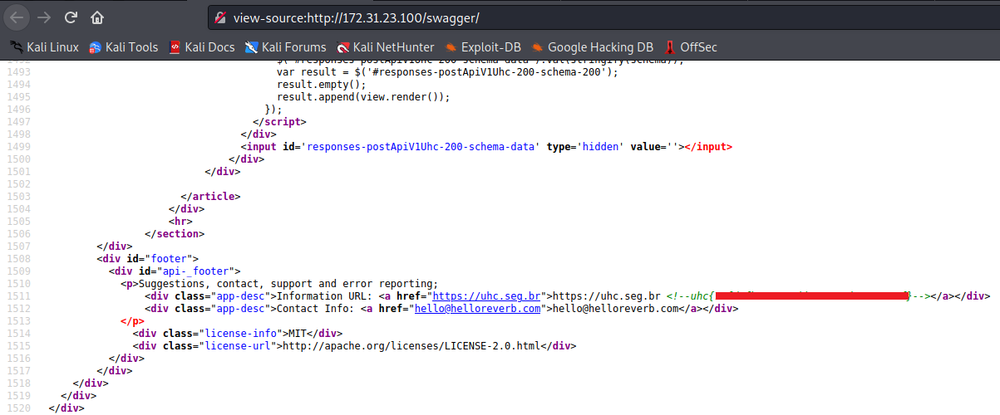 view-source:http://172.31.23.100/swagger/
Kali Linux Kali Tools Kali Docs Kali Forums Kali NetHunter Exploit-DB Google Hacking DB OffSec
1492 $('#responses-postApiV1Uhc-200-schema-data').val(stringify(schema));
1493 var result = $('#responses-postApiV1Uhc-200-schema-200');
1494 result.empty();
1495 result.append(view.render());
1496 });
1497 </script>
1498 </div>
1499 <input id='responses-postApiV1Uhc-200-schema-data' type='hidden' value=''></input>
1500 </div>
1501 </div>
1502
1503 </article>
1504 </div>
1505 <hr>
1506 </section>
1507 </div>
1508 <div id="footer">
1509 <div id="api-_footer">
1510 <p>Suggestions, contact, support and error reporting;
1511 <div class="app-desc">Information URL: <a href="https://uhc.seg.br">https://uhc.seg.br <!--uhc{ }--></a></div>
1512 <div class="app-desc">Contact Info: <a href="hello@helloreverb.com">hello@helloreverb.com</a></div>
1513 </p>
1514 <div class="license-info">MIT</div>
1515 <div class="license-url">http://apache.org/licenses/LICENSE-2.0.html</div>
1516 </div>
1517 </div>
1518 </div>
1519 </div>
1520 </div>